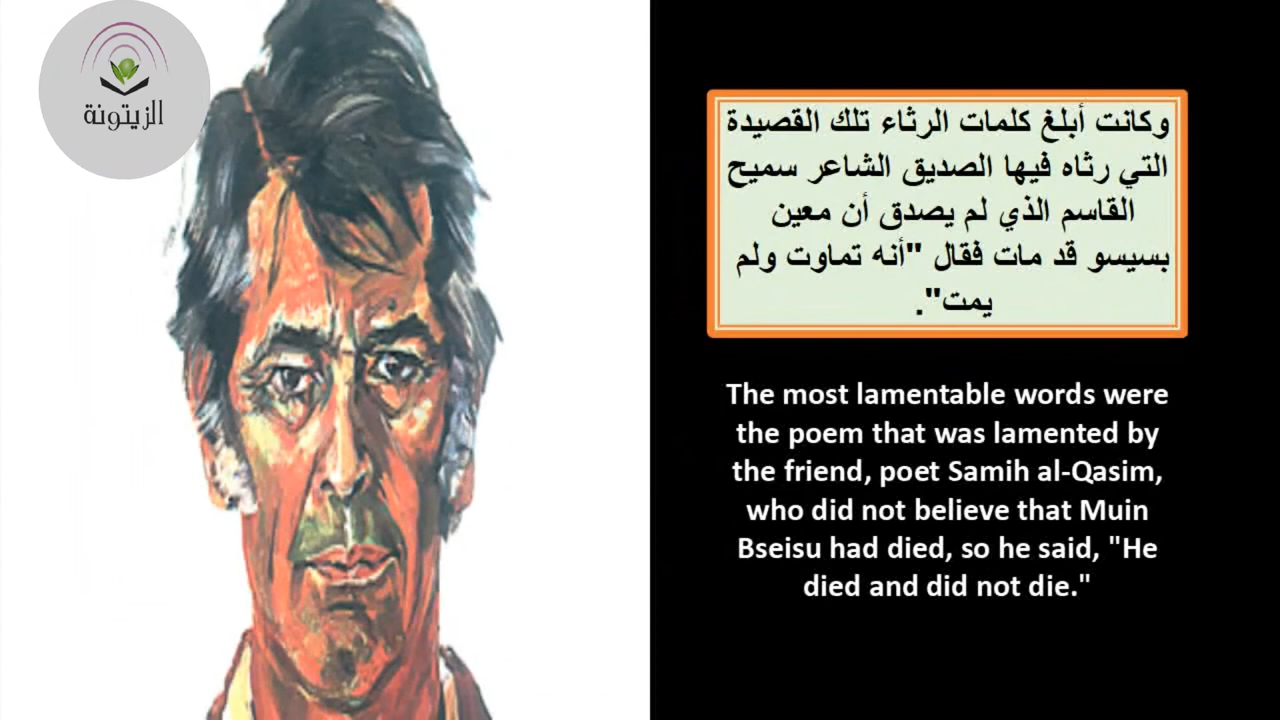 الزيتونة
وكانت أبلغ كلمات الرثاء تلك القصيدة
التي رثاه فيها الصديق الشاعر سميح
القاسم الذي لم يصدق أن معين
بسيسو قد مات فقال "أنه تماوت ولم
يمت".
The most lamentable words were
the poem that was lamented by
the friend, poet Samih al-Qasim,
who did not believe that Muin
Bseisu had died, so he said, "He
died and did not die."